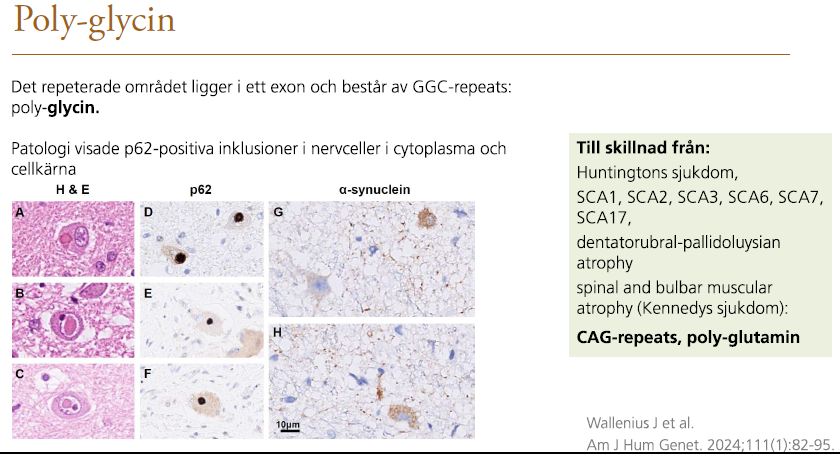 Poly-glycin
Det repeterade området ligger i ett exon och består av GGC-repeats:
poly-glycin.
Patologi visade p62-positiva inklusioner i nervceller i cytoplasma och
cellkärna
H & E
p62
α-synuclein
A
D
G
B
E
C
F
H
10µm
Till skillnad från:
Huntingtons sjukdom,
SCA1, SCA2, SCA3, SCA6, SCA7,
SCA17,
dentatorubral-pallidoluysian
atrophy
spinal and bulbar muscular
atrophy (Kennedys sjukdom):
CAG-repeats, poly-glutamin
Wallenius J et al.
Am J Hum Genet. 2024;111(1):82-95.